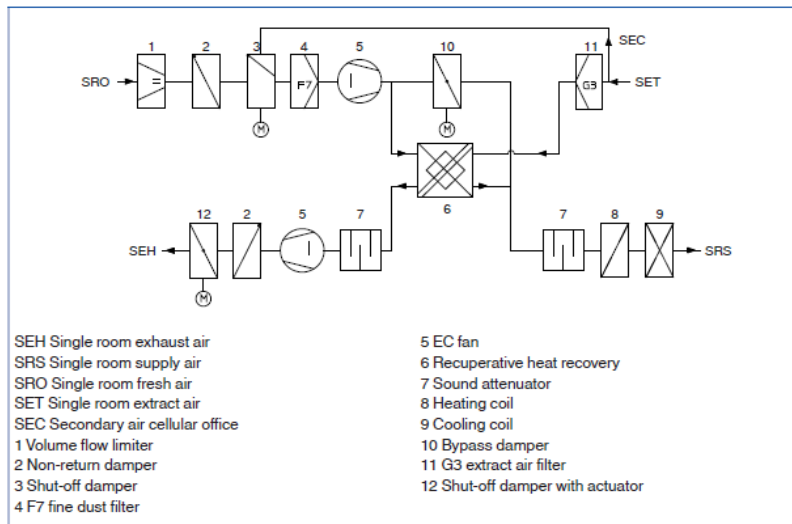 1 2 3 4 5 10 11 SEC
SRO = F7 G3 SET
M M
12 2 5 7 6 7 8 9
SEH SRS
M
SEH Single room exhaust air
SRS Single room supply air
SRO Single room fresh air
SET Single room extract air
SEC Secondary air cellular office
1 Volume flow limiter
2 Non-return damper
3 Shut-off damper
4 F7 fine dust filter
5 EC fan
6 Recuperative heat recovery
7 Sound attenuator
8 Heating coil
9 Cooling coil
10 Bypass damper
11 G3 extract air filter
12 Shut-off damper with actuator